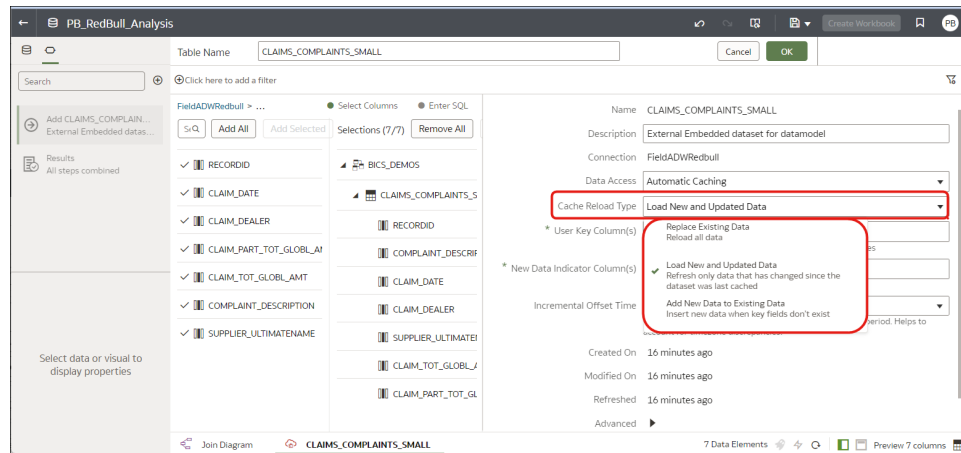 PB_RedBull_Analysis
Create Workbook
PB
Table Name
CLAIMS_COMPLAINTS_SMALL
Cancel
OK
Search
Click here to add a filter
Add CLAIMS_COMPLAIN...
External Embedded datas...
Results
All steps combined
Select data or visual to
display properties
FieldADWRedbull > ...
Select Columns
Enter SQL
Add All
Add Selected
Selections (7/7)
Remove All
RECORDID
CLAIM_DATE
CLAIM_DEALER
CLAIM_PART_TOT_GLOBL_AM
CLAIM_TOT_GLOBL_AMT
COMPLAINT_DESCRIPTION
SUPPLIER_ULTIMATENAME
BICS_DEMOS
CLAIMS_COMPLAINTS_S
RECORDID
COMPLAINT_DESCRIP
CLAIM_DATE
CLAIM_DEALER
SUPPLIER_ULTIMATE
CLAIM_TOT_GLOBL_A
CLAIM_PART_TOT_GL
Name CLAIMS_COMPLAINTS_SMALL
Description External Embedded dataset for datamodel
Connection FieldADWRedbull
Data Access Automatic Caching
Cache Reload Type Load New and Updated Data
* User Key Column(s)
Replace Existing Data
Reload all data
* New Data Indicator Column(s)
Load New and Updated Data
Refresh only data that has changed since the
dataset was last cached
Incremental Offset Time
Add New Data to Existing Data
Insert new data when key fields don't exist
period. Helps to
Created On 16 minutes ago
Modified On 16 minutes ago
Refreshed 16 minutes ago
Advanced
Join Diagram
CLAIMS_COMPLAINTS_SMALL
7 Data Elements
Preview 7 columns